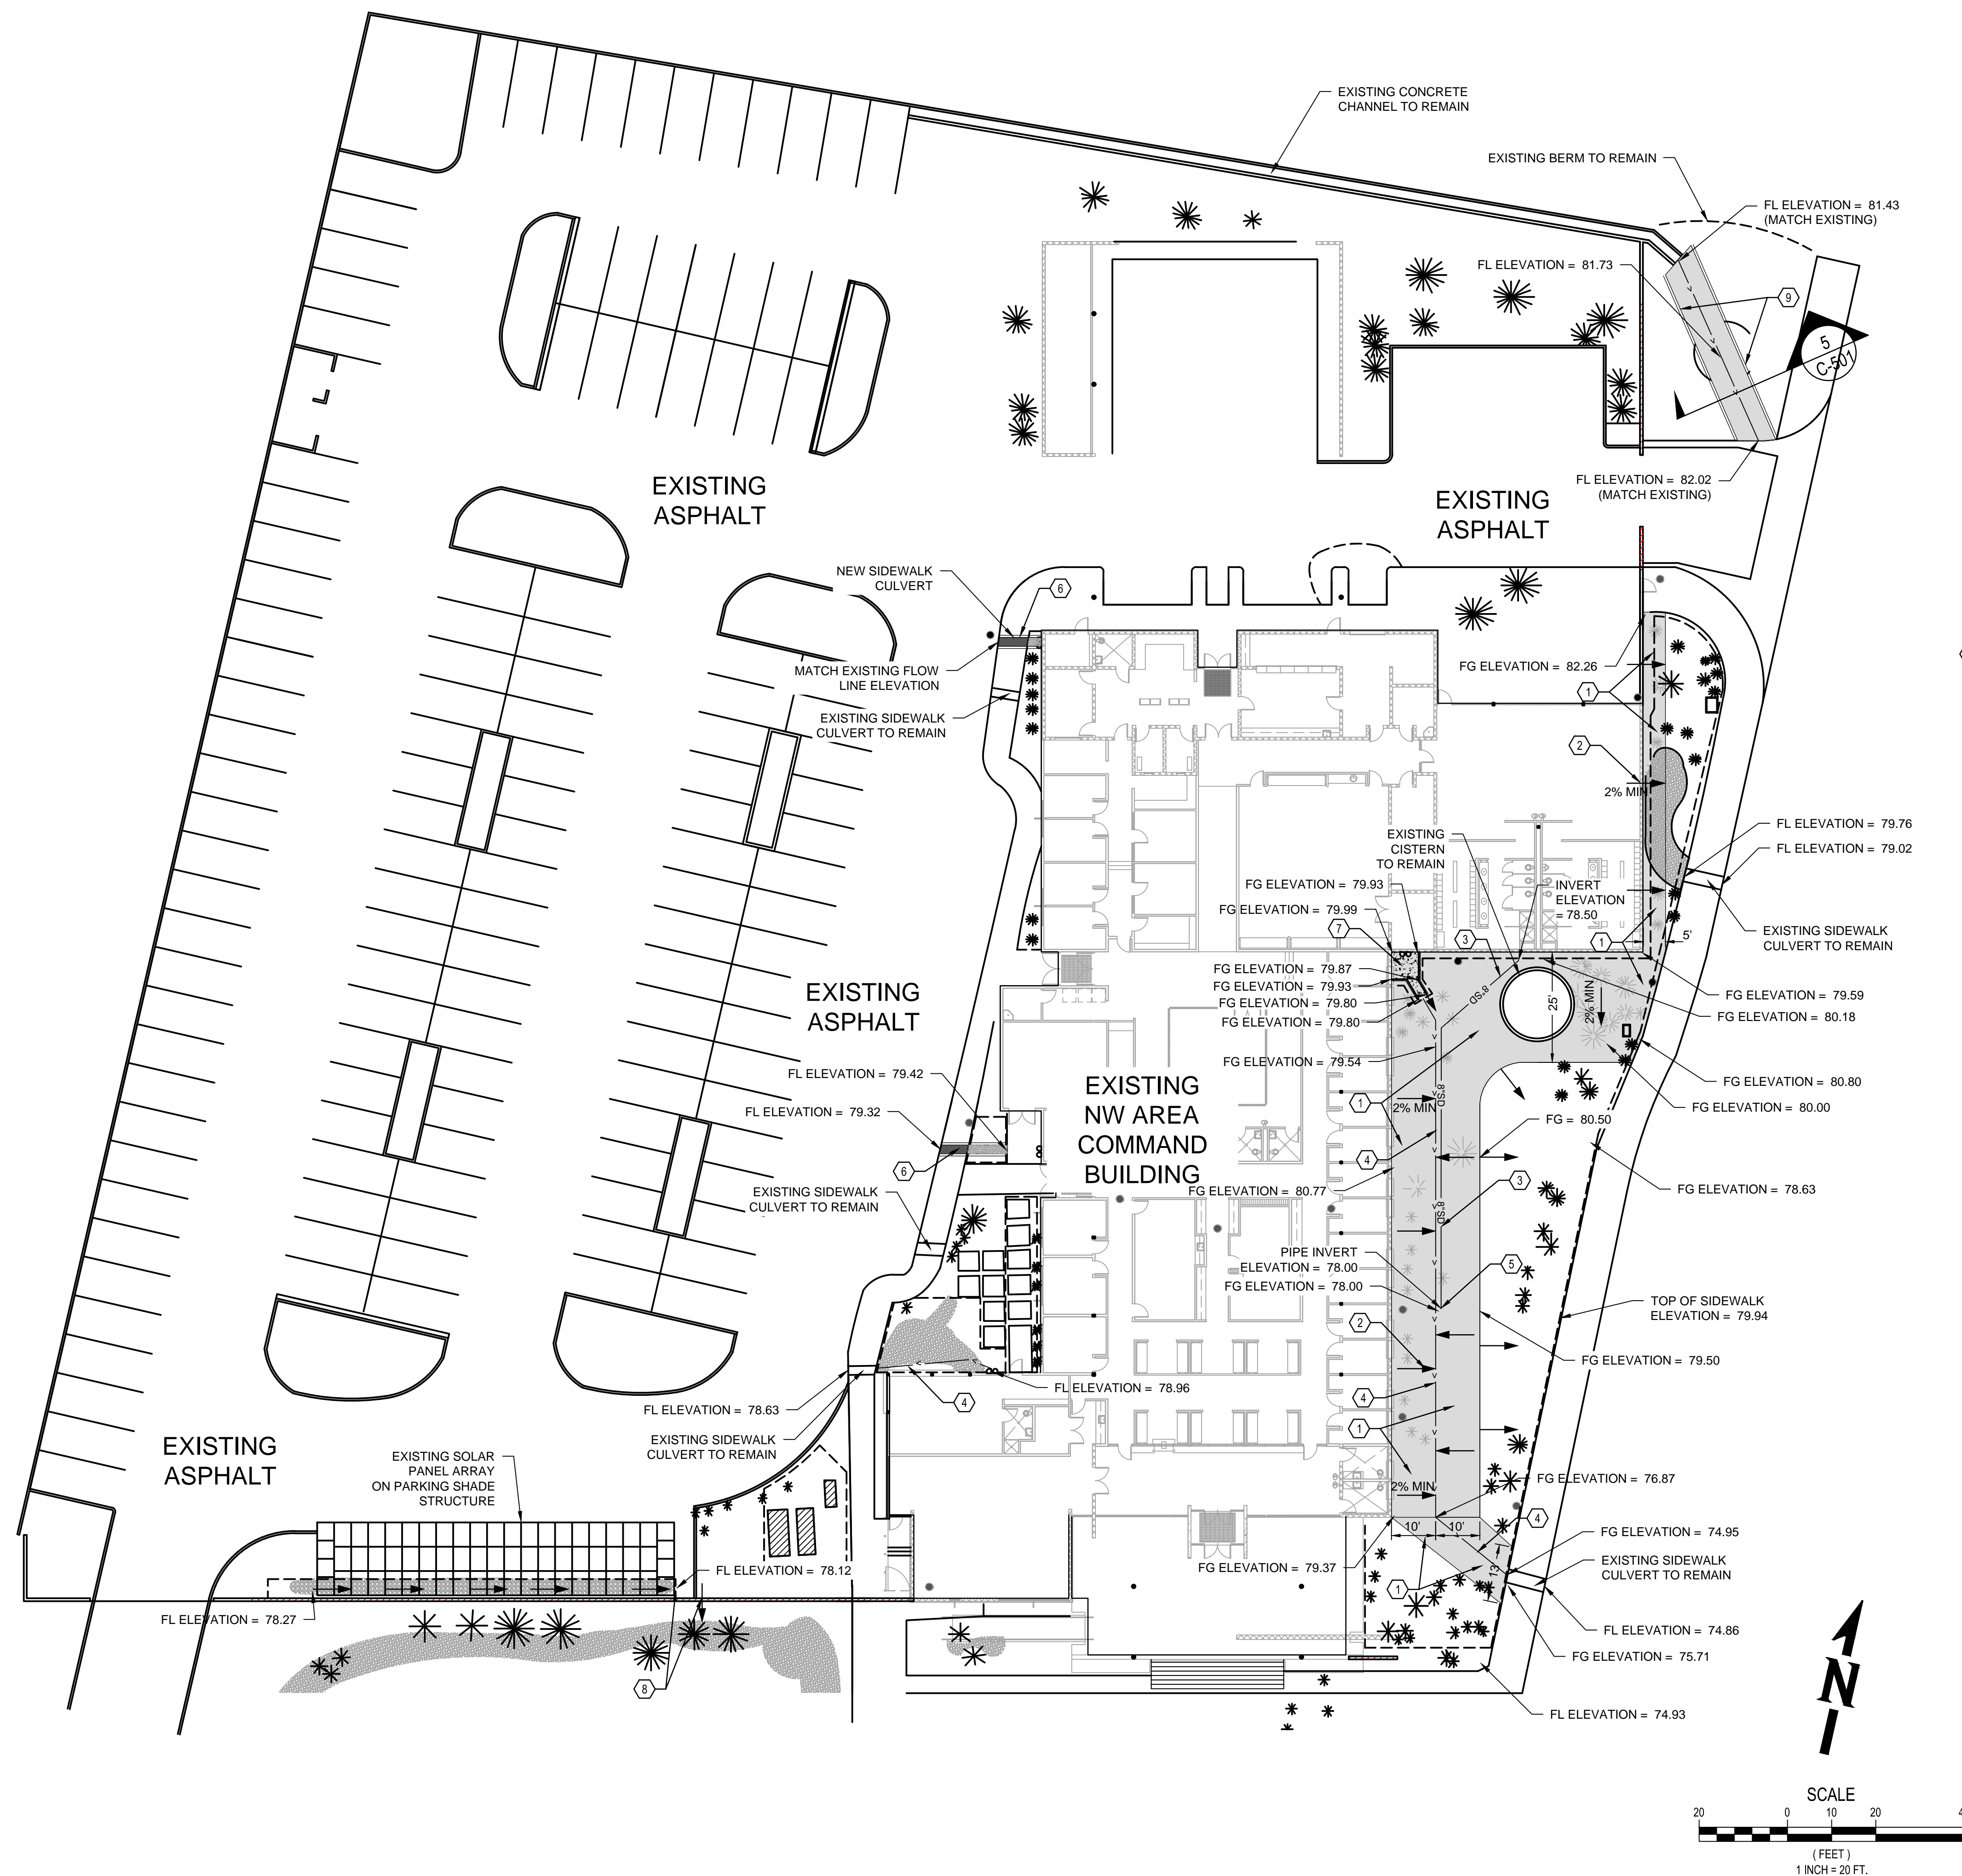 EXISTING CONCRETE
CHANNEL TO REMAIN
EXISTING BERM TO REMAIN
FL ELEVATION = 81.43
(MATCH EXISTING)
FL ELEVATION = 81.73
9
5
C-501
FL ELEVATION = 82.02
(MATCH EXISTING)
EXISTING
ASPHALT
EXISTING
ASPHALT
NEW SIDEWALK
CULVERT
6
MATCH EXISTING FLOW
LINE ELEVATION
EXISTING SIDEWALK
CULVERT TO REMAIN
FG ELEVATION = 82.26
1
2
2% MIN
FL ELEVATION = 79.76
FL ELEVATION = 79.02
EXISTING
CISTERN
TO REMAIN
INVERT
ELEVATION
= 78.50
FG ELEVATION = 79.93
FG ELEVATION = 79.99
7
3
1
5'
EXISTING SIDEWALK
CULVERT TO REMAIN
FG ELEVATION = 79.87
FG ELEVATION = 79.93
FG ELEVATION = 79.80
FG ELEVATION = 79.80
8"SD
25'
2% MIN
FG ELEVATION = 79.59
FG ELEVATION = 80.18
EXISTING
ASPHALT
FG ELEVATION = 79.54
FL ELEVATION = 79.42
FL ELEVATION = 79.32
EXISTING
NW AREA
COMMAND
BUILDING
8"SD
1
2% MIN
FG ELEVATION = 80.80
FG ELEVATION = 80.00
FG = 80.50
4
6
EXISTING SIDEWALK
CULVERT TO REMAIN
FG ELEVATION = 80.77
3
8"SD
FG ELEVATION = 78.63
PIPE INVERT
ELEVATION = 78.00
FG ELEVATION = 78.00
5
TOP OF SIDEWALK
ELEVATION = 79.94
2
FG ELEVATION = 79.50
FL ELEVATION = 78.96
4
4
FL ELEVATION = 78.63
1
EXISTING SIDEWALK
CULVERT TO REMAIN
EXISTING
ASPHALT
EXISTING SOLAR
PANEL ARRAY
ON PARKING SHADE
STRUCTURE
FG ELEVATION = 76.87
2% MIN
4
10'
10'
FG ELEVATION = 74.95
EXISTING SIDEWALK
CULVERT TO REMAIN
13'
FL ELEVATION = 78.12
FG ELEVATION = 79.37
1
FL ELEVATION = 78.27
FL ELEVATION = 74.86
FG ELEVATION = 75.71
8
FL ELEVATION = 74.93
N
SCALE
20 0 10 20
( FEET )
1 INCH = 20 FT.